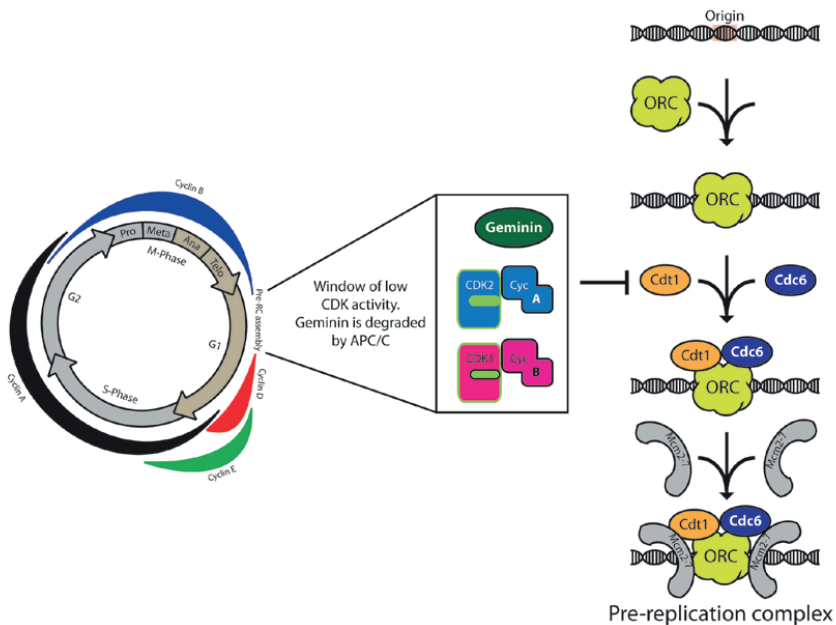 Cyclin B
Pro
Meta
Ana
Telo
M-Phase
G2
G1
S-Phase
Pre-RC assembly
Cyclin A
Cyclin D
Cyclin E
Window of low
CDK activity.
Geminin is degraded
by APC/C
Geminin
CDK2
Cyc
A
CDK1
Cyc
B
Origin
ORC
ORC
Cdt1
Cdc6
Cdt1
Cdc6
ORC
Mcm2-7
Mcm2-7
Cdt1
Cdc6
Mcm2-7
ORC
Mcm2-7
Pre-replication complex